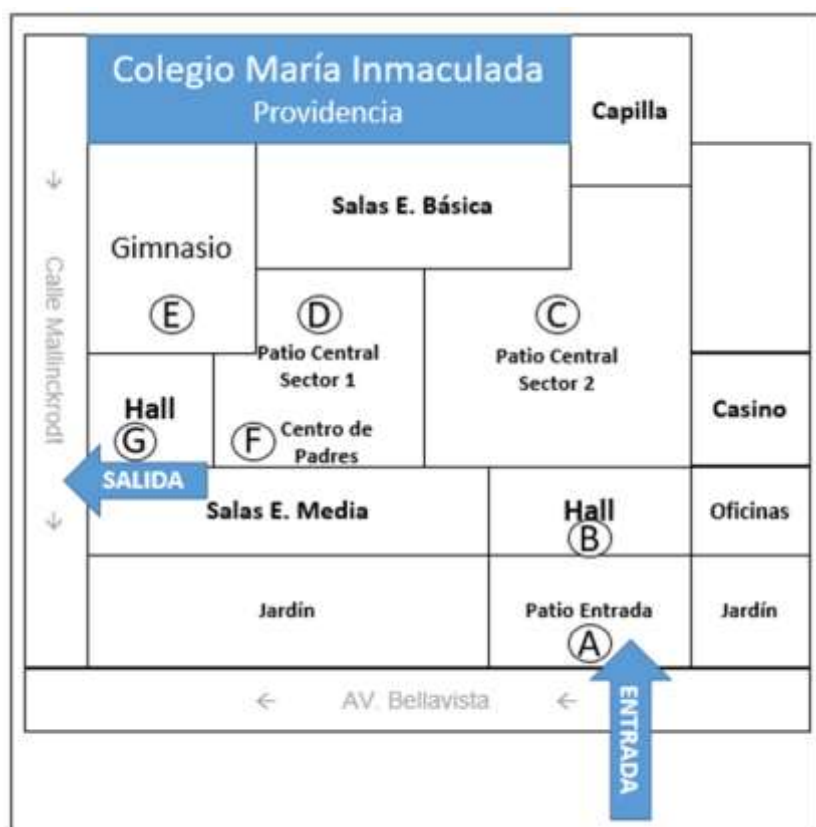 Colegio María Inmaculada
Providencia
Capilla
Salas E. Básica
Gimnasio
E
D
C
Patio Central
Sector 1
Patio Central
Sector 2
Calle Mallinckrodt
Hall
G
F
Centro de
Padres
Casino
SALIDA
Salas E. Media
Hall
B
Oficinas
Jardín
Patio Entrada
A
Jardín
AV. Bellavista
ENTRADA